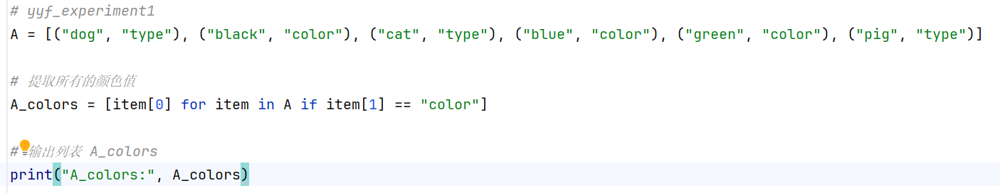 # yyf_experiment1
A = [("dog", "type"), ("black", "color"), ("cat", "type"), ("blue", "color"), ("green", "color"), ("pig", "type")]
# 提取所有的颜色值
A_colors = [item[0] for item in A if item[1] == "color"]
# 输出列表 A_colors
print("A_colors:", A_colors)